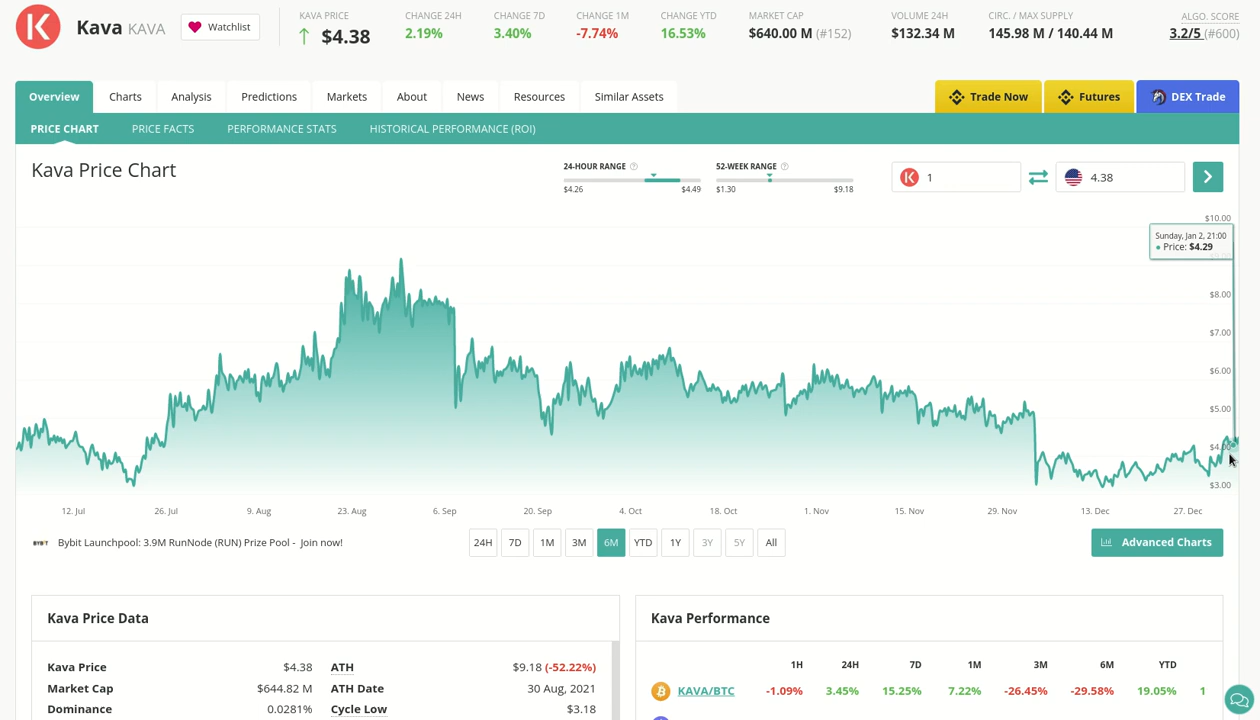 Kava KAVA
Watchlist
KAVA PRICE
↑ $4.38
CHANGE 24H
2.19%
CHANGE 7D
3.40%
CHANGE 1M
-7.74%
CHANGE YTD
16.53%
MARKET CAP
$640.00 M (#152)
VOLUME 24H
$132.34 M
CIRC. / MAX SUPPLY
145.98 M / 140.44 M
ALGO. SCORE
3.2/5 (#600)
Overview Charts Analysis Predictions Markets About News Resources Similar Assets
Trade Now Futures DEX Trade
PRICE CHART PRICE FACTS PERFORMANCE STATS HISTORICAL PERFORMANCE (ROI)
Kava Price Chart
24-HOUR RANGE ?
$4.26 $4.49
52-WEEK RANGE ?
$1.30 $9.18
1
4.38
$10.00
Sunday, Jan 2, 21:00
Price: $4.29
$8.00
$7.00
$6.00
$5.00
$3.00
12. Jul 26. Jul 9. Aug 23. Aug 6. Sep 20. Sep 4. Oct 18. Oct 1. Nov 15. Nov 29. Nov 13. Dec 27. Dec
Bybit Launchpool: 3.9M RunNode (RUN) Prize Pool - Join now!
24H 7D 1M 3M 6M YTD 1Y 3Y 5Y All
Advanced Charts
Kava Price Data
Kava Price $4.38 ATH $9.18 (-52.22%)
Market Cap $644.82 M ATH Date 30 Aug, 2021
Dominance 0.0281% Cycle Low $3.18
Kava Performance
1H 24H 7D 1M 3M 6M YTD
KAVA/BTC -1.09% 3.45% 15.25% 7.22% -26.45% -29.58% 19.05% 1